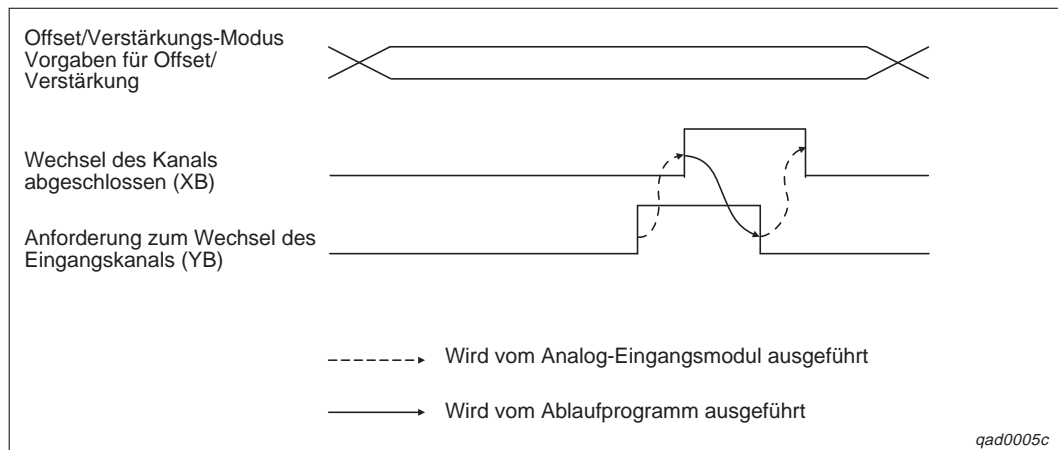 Offset/Verstärkungs-Modus
Vorgaben für Offset/
Verstärkung
Wechsel des Kanals
abgeschlossen (XB)
Anforderung zum Wechsel des
Eingangskanals (YB)
Wird vom Analog-Eingangsmodul ausgeführt
Wird vom Ablaufprogramm ausgeführt
qad0005c